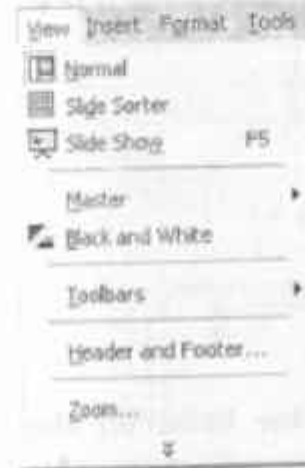 View Insert Format Tools
Normal
Slide Sorter
Slide Show F5
Master
Black and White
Toolbars
Header and Footer...
Zoom...